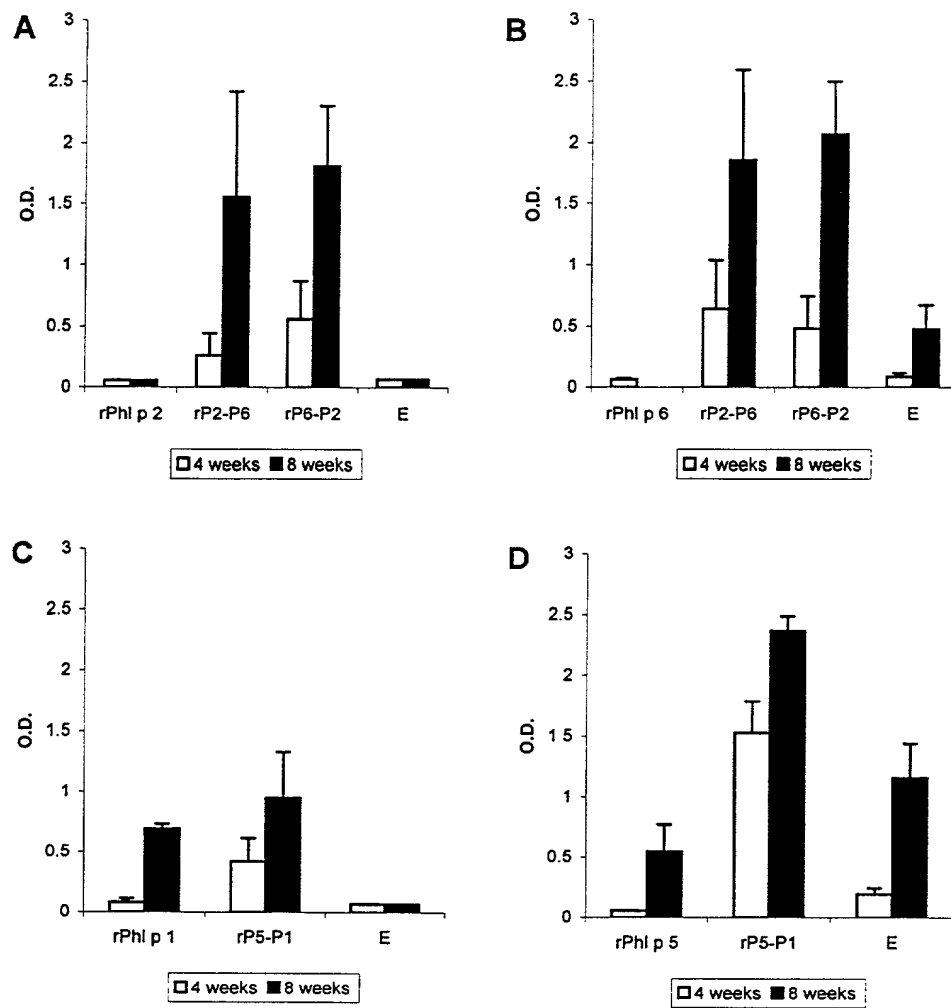 A
3
2.5
2
1.5
1
0.5
0
O.D.
rPhl p 2 rP2-P6 rP6-P2 E
4 weeks 8 weeks
B
3
2.5
2
1.5
1
0.5
0
O.D.
rPhl p 6 rP2-P6 rP6-P2 E
4 weeks 8 weeks
C
3
2.5
2
1.5
1
0.5
0
O.D.
rPhl p 1 rP5-P1 E
4 weeks 8 weeks
D
3
2.5
2
1.5
1
0.5
0
O.D.
rPhl p 5 rP5-P1 E
4 weeks 8 weeks